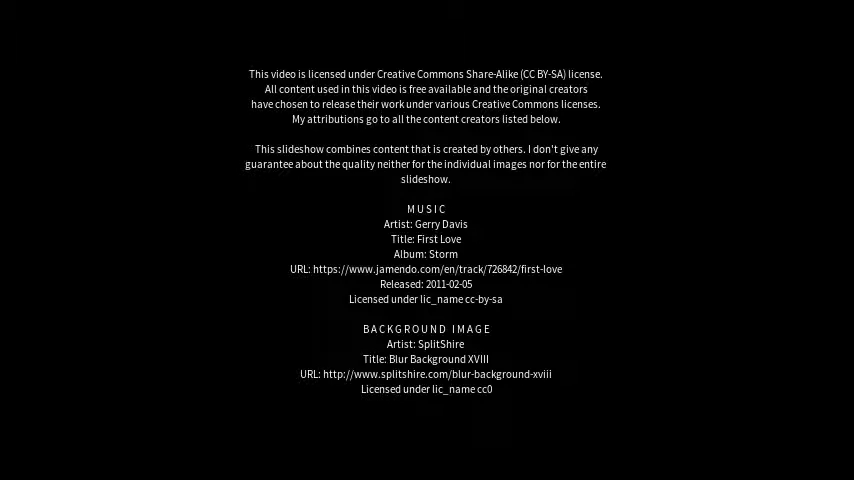 This video is licensed under Creative Commons Share-Alike (CC BY-SA) license.
All content used in this video is free available and the original creators
have chosen to release their work under various Creative Commons licenses.
My attributions go to all the content creators listed below.
This slideshow combines content that is created by others. I don't give any
guarantee about the quality neither for the individual images nor for the entire
slideshow.
MUSIC
Artist: Gerry Davis
Title: First Love
Album: Storm
URL: https://www.jamendo.com/en/track/726842/first-love
Released: 2011-02-05
Licensed under lic_name cc-by-sa
BACKGROUND IMAGE
Artist: SplitShire
Title: Blur Background XVIII
URL: http://www.splitshire.com/blur-background-xviii
Licensed under lic_name cc0